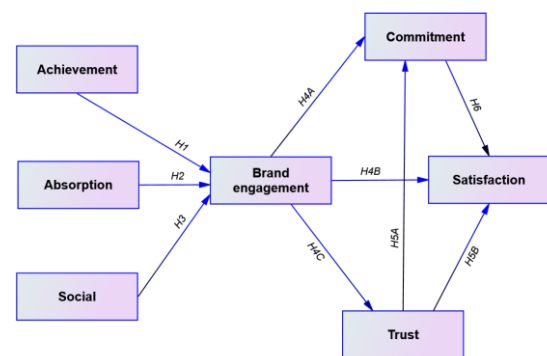 Commitment
Achievement
H4A
H6
H1
Absorption
H2
Brand
engagement
H4B
Satisfaction
H3
H4C
H5A
H5B
Social
Trust